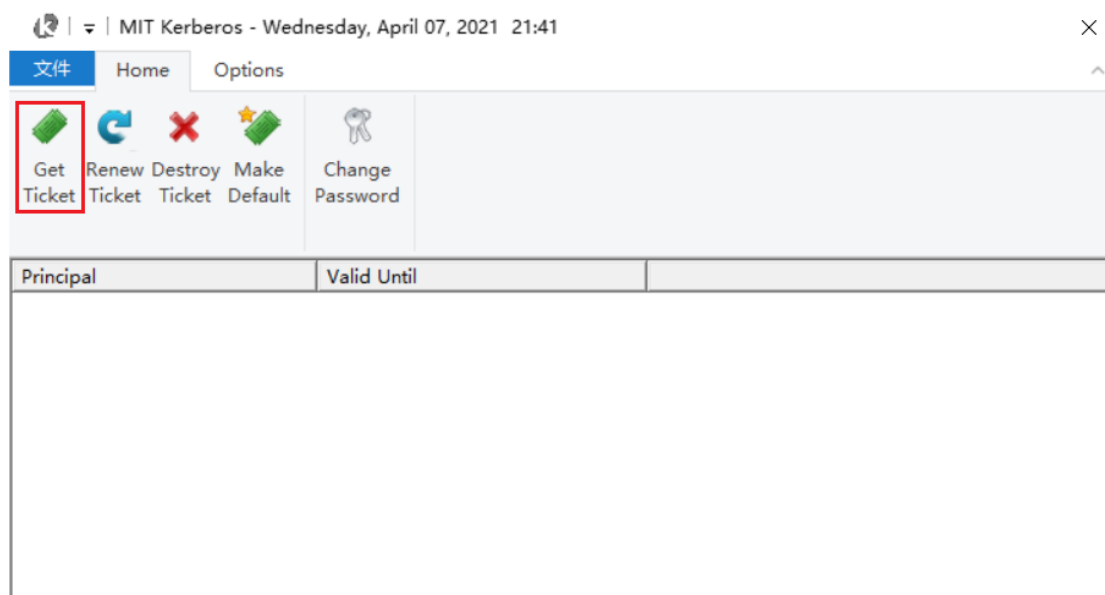 MIT Kerberos - Wednesday, April 07, 2021 21:41
文件 Home Options
Get Renew Destroy Make Change
Ticket Ticket Ticket Default Password
Principal Valid Until